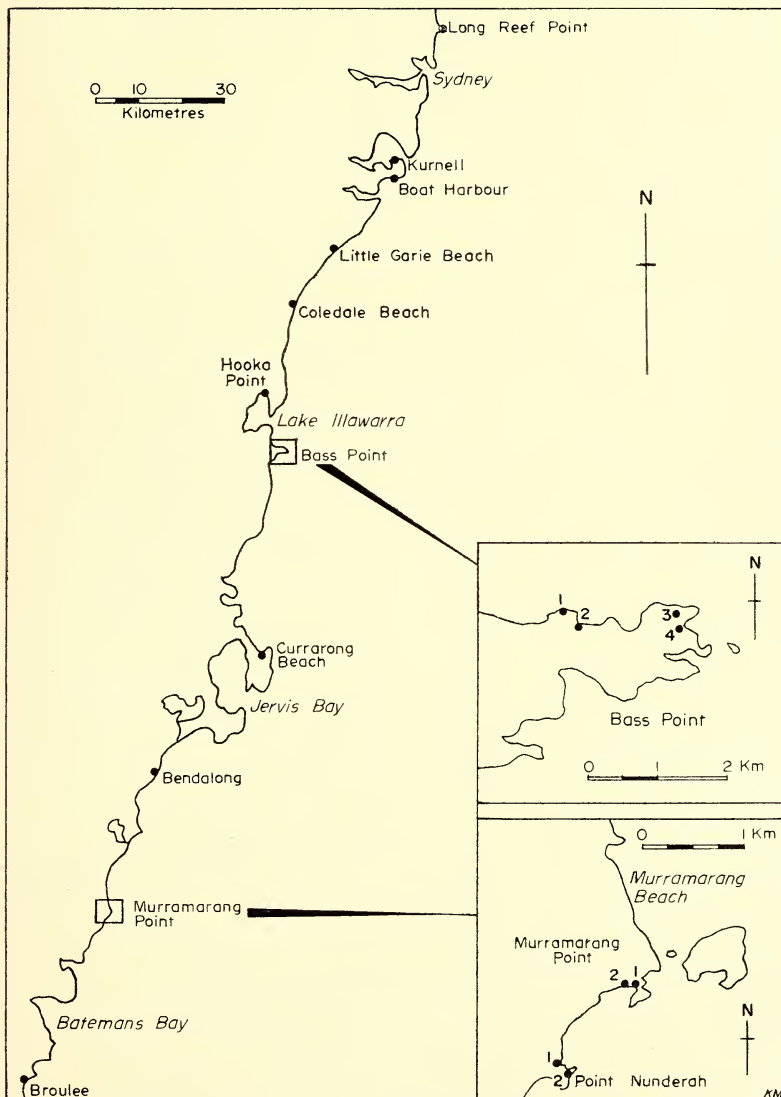 Long Reef Point
Sydney
0 10 30
Kilometres
Kurnell
Boat Harbour
N
Little Garie Beach
Coledale Beach
Hooka
Point
Lake Illawarra
Bass Point
N
1
2
3
4
Currarong
Beach
Bass Point
Jervis Bay
0 1 2 Km
Bendalong
0 1 Km
Murramarang
Beach
Murramarang
Point
Murramarang
Point
2 1
N
Batemans Bay
1
2 Point Nunderah
Broulee
KM